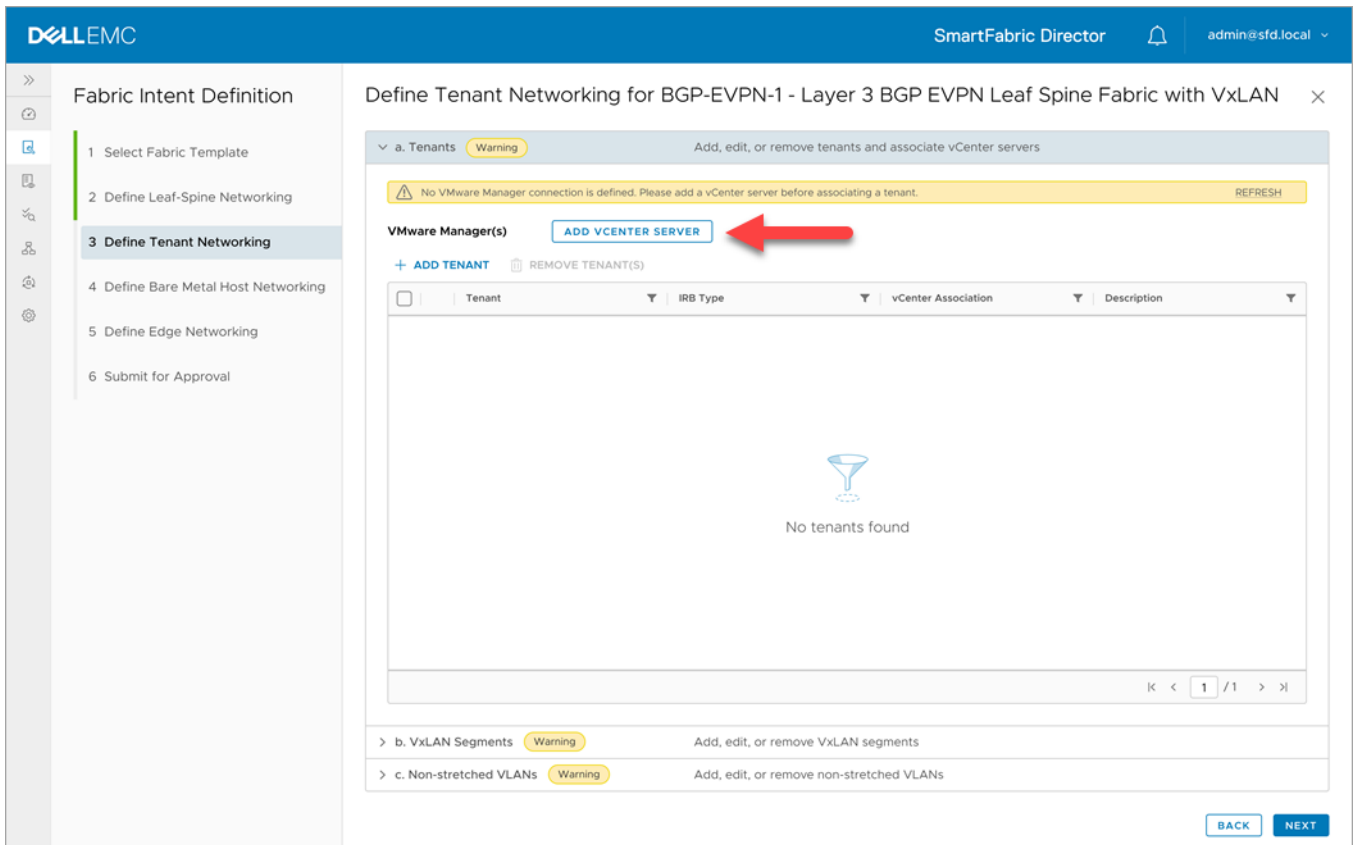 DELLEMC
SmartFabric Director
admin@sfd.local
Fabric Intent Definition
1 Select Fabric Template
2 Define Leaf-Spine Networking
3 Define Tenant Networking
4 Define Bare Metal Host Networking
5 Define Edge Networking
6 Submit for Approval
Define Tenant Networking for BGP-EVPN-1 - Layer 3 BGP EVPN Leaf Spine Fabric with VxLAN
a. Tenants Warning Add, edit, or remove tenants and associate vCenter servers
No VMware Manager connection is defined. Please add a vCenter server before associating a tenant. REFRESH
VMware Manager(s) ADD VCENTER SERVER
+ ADD TENANT REMOVE TENANT(S)
Tenant IRB Type vCenter Association Description
No tenants found
1 / 1
b. VxLAN Segments Warning Add, edit, or remove VxLAN segments
c. Non-stretched VLANs Warning Add, edit, or remove non-stretched VLANs
BACK NEXT